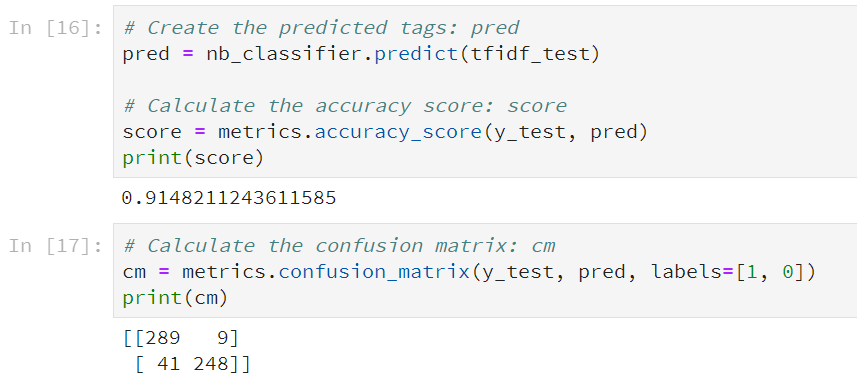 In [16]: # Create the predicted tags: pred
pred = nb_classifier.predict(tfidf_test)
# Calculate the accuracy score: score
score = metrics.accuracy_score(y_test, pred)
print(score)
0.9148211243611585
In [17]: # Calculate the confusion matrix: cm
cm = metrics.confusion_matrix(y_test, pred, labels=[1, 0])
print(cm)
[[289   9]
 [ 41 248]]